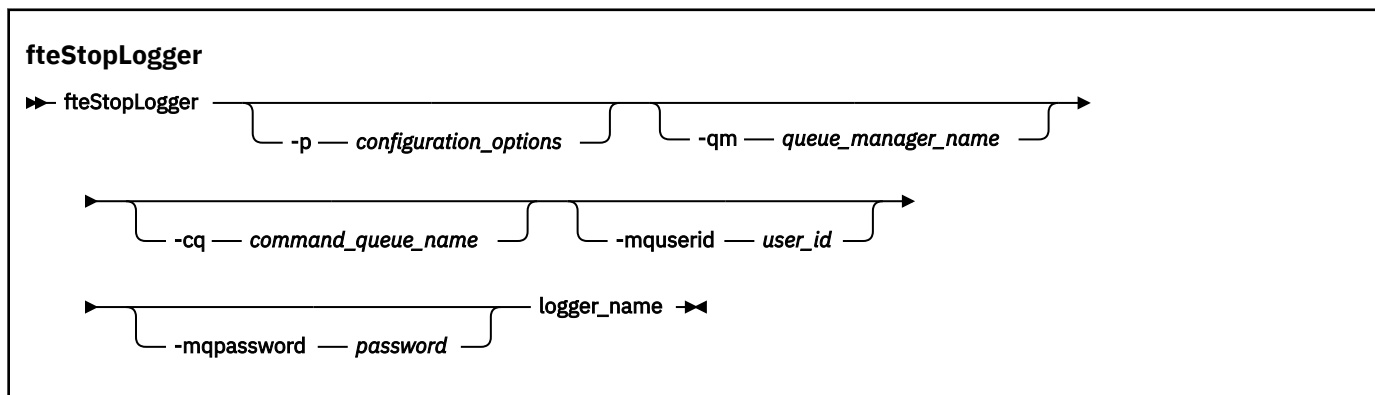 fteStopLogger
fteStopLogger
-p configuration_options -qm queue_manager_name
-cq command_queue_name -mquserid user_id
logger_name
-mqpassword password